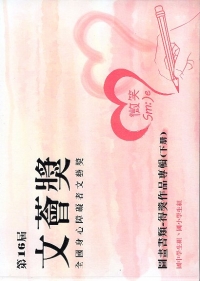 第16屆
文薈獎
全國身心障礙者文藝獎
微笑
Smile
圖畫書類-得獎作品專輯(下冊)
國中學生組、國小學生組